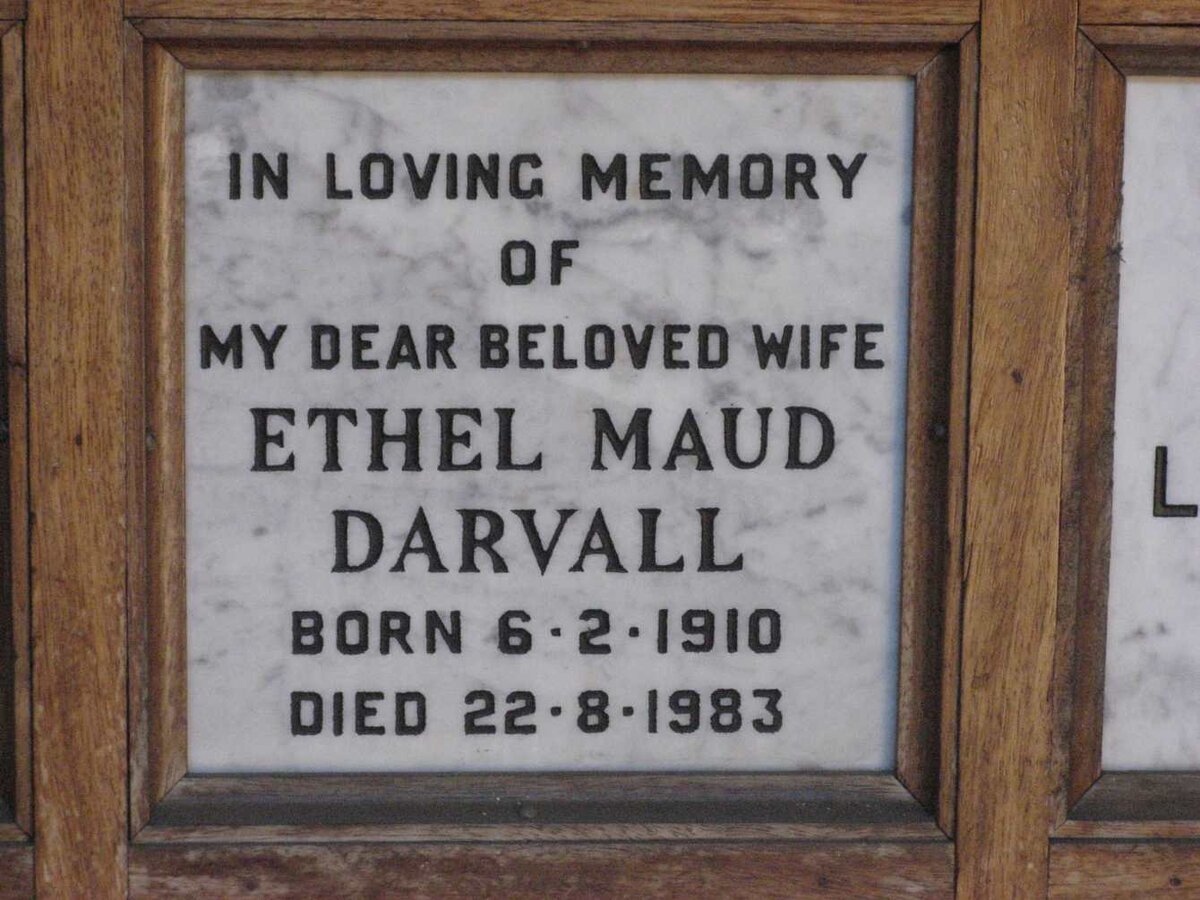 IN LOVING MEMORY
OF
MY DEAR BELOVED WIFE
ETHEL MAUD
DARVALL
BORN 6·2·1910
DIED 22·8·1983
L